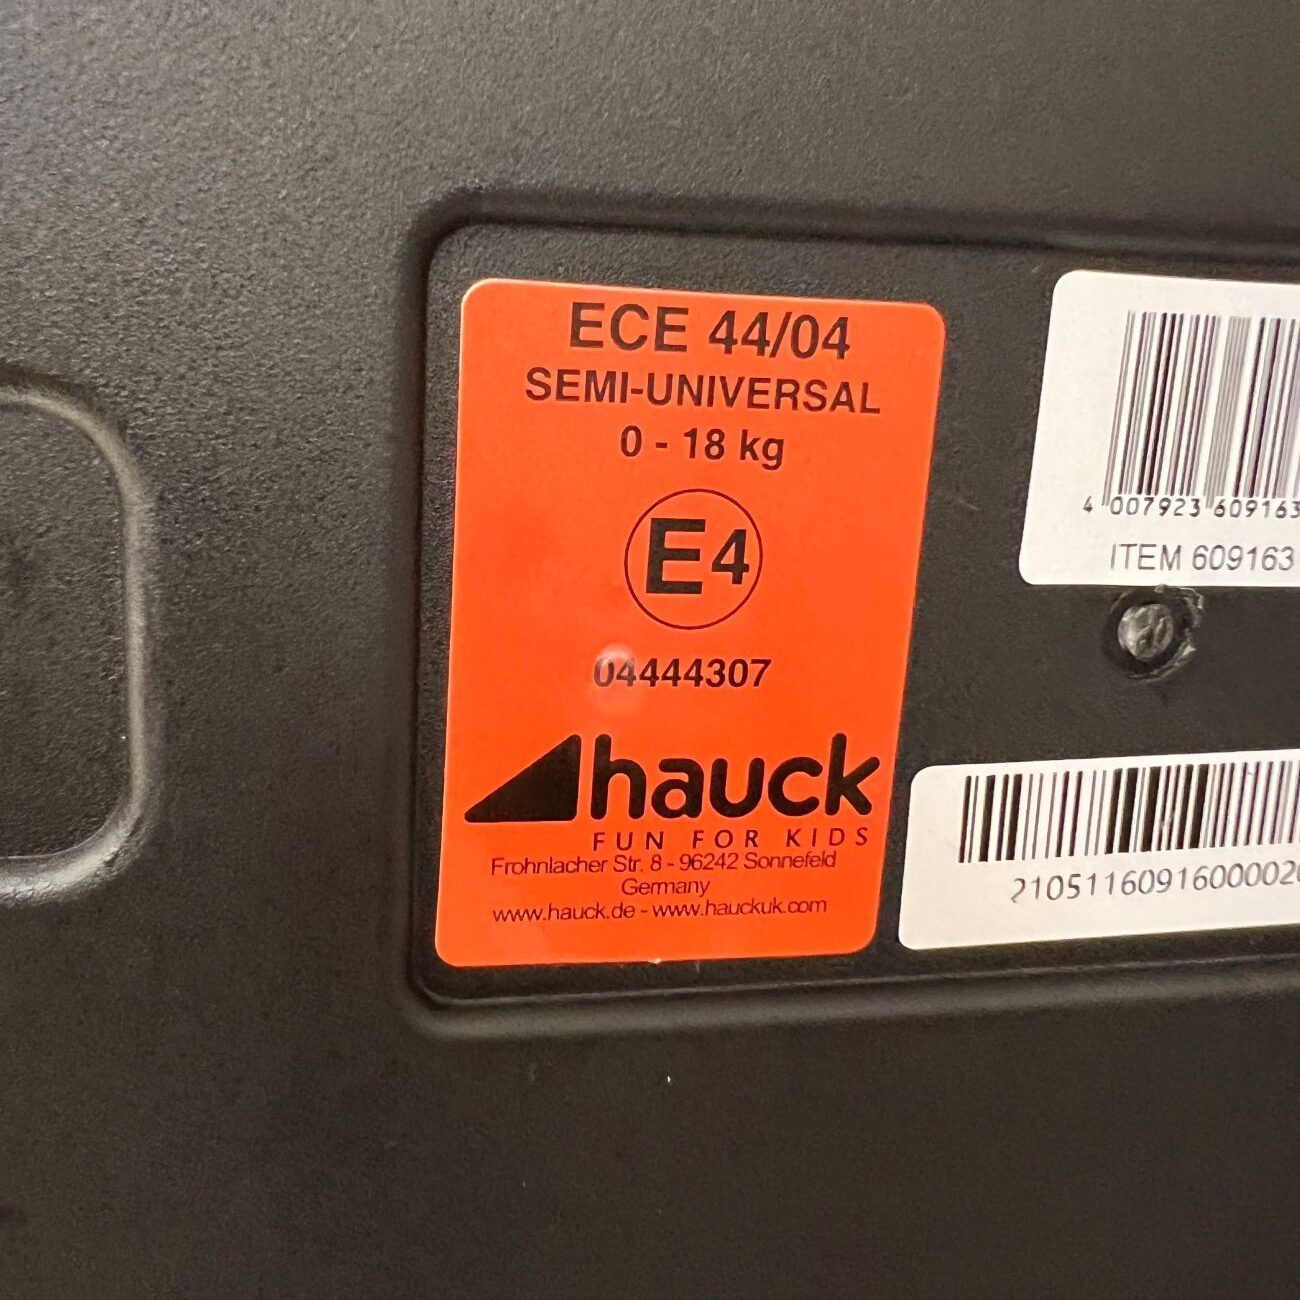 ECE 44/04
SEMI-UNIVERSAL
0 - 18 kg
E4
04444307
hauck
FUN FOR KIDS
Frohnlacher Str. 8 - 96242 Sonnefeld
Germany
www.hauck.de - www.hauckuk.com
4 007923 609163
ITEM 609163
21051160916000020